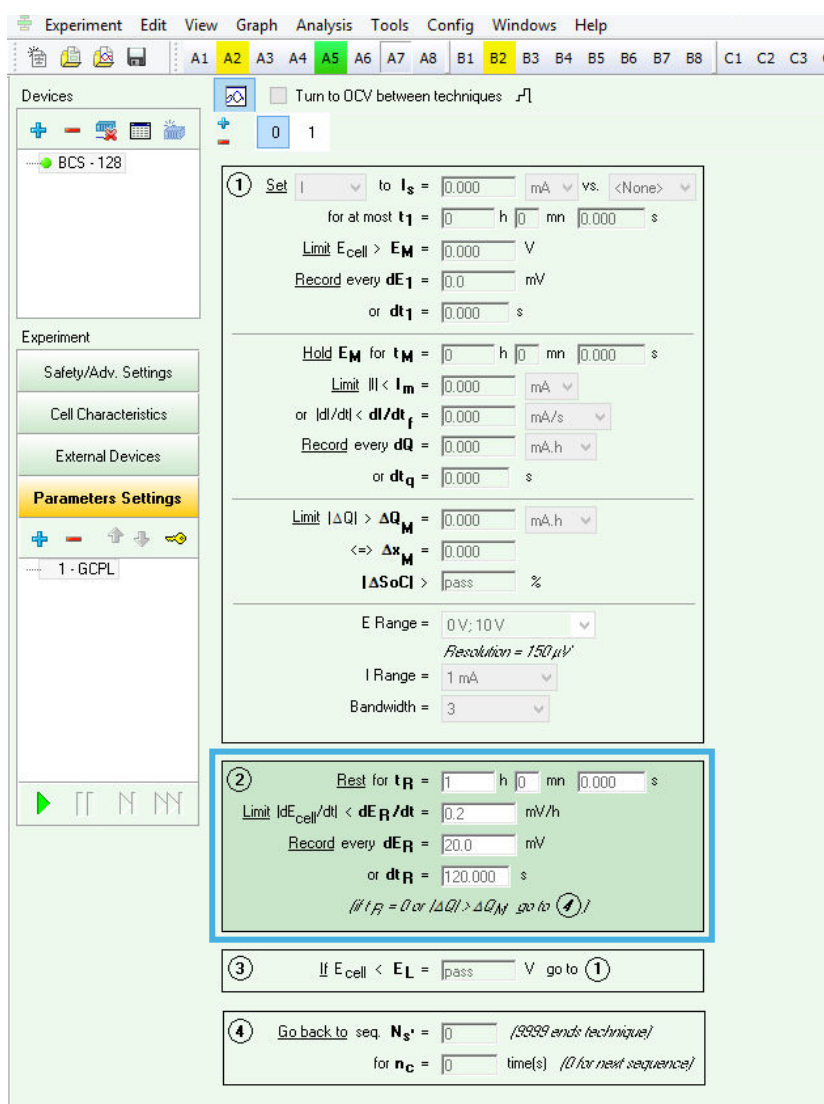 Experiment Edit View Graph Analysis Tools Config Windows Help
A1 A2 A3 A4 A5 A6 A7 A8 B1 B2 B3 B4 B5 B6 B7 B8 C1 C2 C3
Devices
Turn to OCV between techniques
0 1
BCS - 128
① Set I to Is = 0.000 mA vs. <None>
for at most t1 = 0 h 0 mn 0.000 s
Limit Ecell > EM = 0.000 V
Record every dE1 = 0.0 mV
or dt1 = 0.000 s
Hold EM for tM = 0 h 0 mn 0.000 s
Limit |I| < Im = 0.000 mA
or |dI/dt| < dI/dtf = 0.000 mA/s
Record every dQ = 0.000 mA.h
or dtq = 0.000 s
Limit |ΔQ| > ΔQM = 0.000 mA.h
<=> ΔxM = 0.000
|ΔSoC| > pass %
E Range = 0 V; 10 V
Resolution = 150 µV
I Range = 1 mA
Bandwidth = 3
Experiment
Safety/Adv. Settings
Cell Characteristics
External Devices
Parameters Settings
1 - GCPL
② Rest for tR = 1 h 0 mn 0.000 s
Limit |dEcell/dt| < dER/dt = 0.2 mV/h
Record every dER = 20.0 mV
or dtR = 120.000 s
(if tR = 0 or |ΔQ| > ΔQM go to ④)
③ If Ecell < EL = pass V go to ①
④ Go back to seq. Ns' = 0 (9999 ends technique)
for nc = 0 time(s) (0 for next sequence)